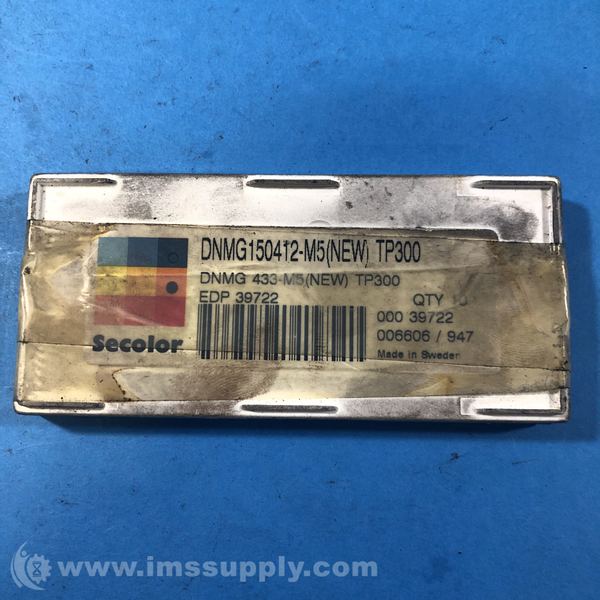 DNMG150412-M5(NEW) TP300
DNMG 433-M5(NEW) TP300
EDP 39722
QTY 10
000 39722
006606 / 947
Made in Sweden
Secolor
www.imssupply.com